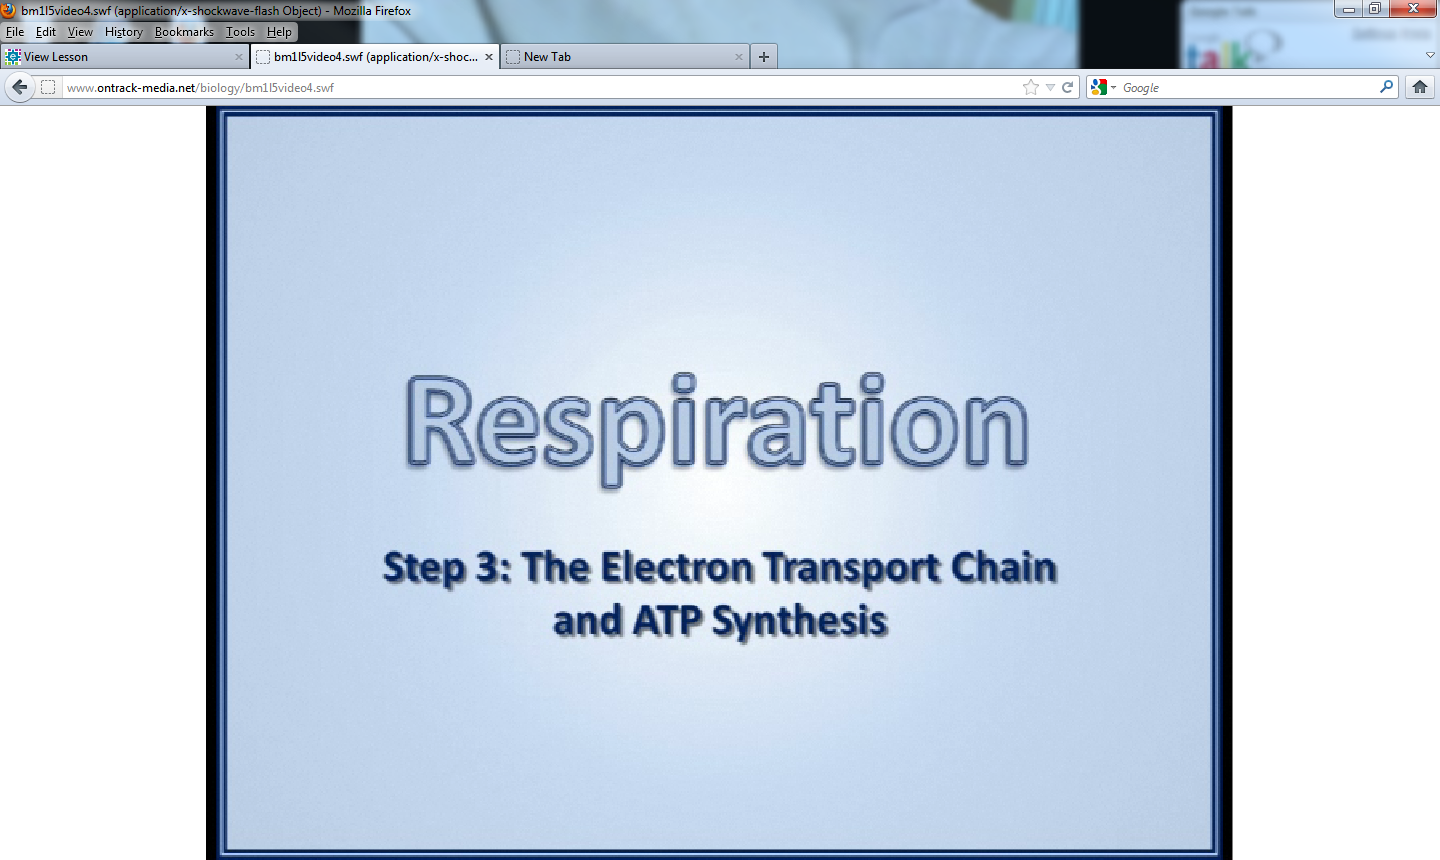 bm1l5video4.swf (application/x-shockwave-flash Object) - Mozilla Firefox
File Edit View History Bookmarks Tools Help
View Lesson
bm1l5video4.swf (application/x-shoc...
New Tab
www.ontrack-media.net/biology/bm1l5video4.swf
Google
talk
Respiration
Step 3: The Electron Transport Chain
and ATP Synthesis